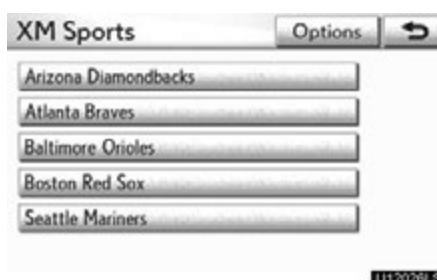 XM Sports Options
Arizona Diamondbacks
Atlanta Braves
Baltimore Orioles
Boston Red Sox
Seattle Mariners